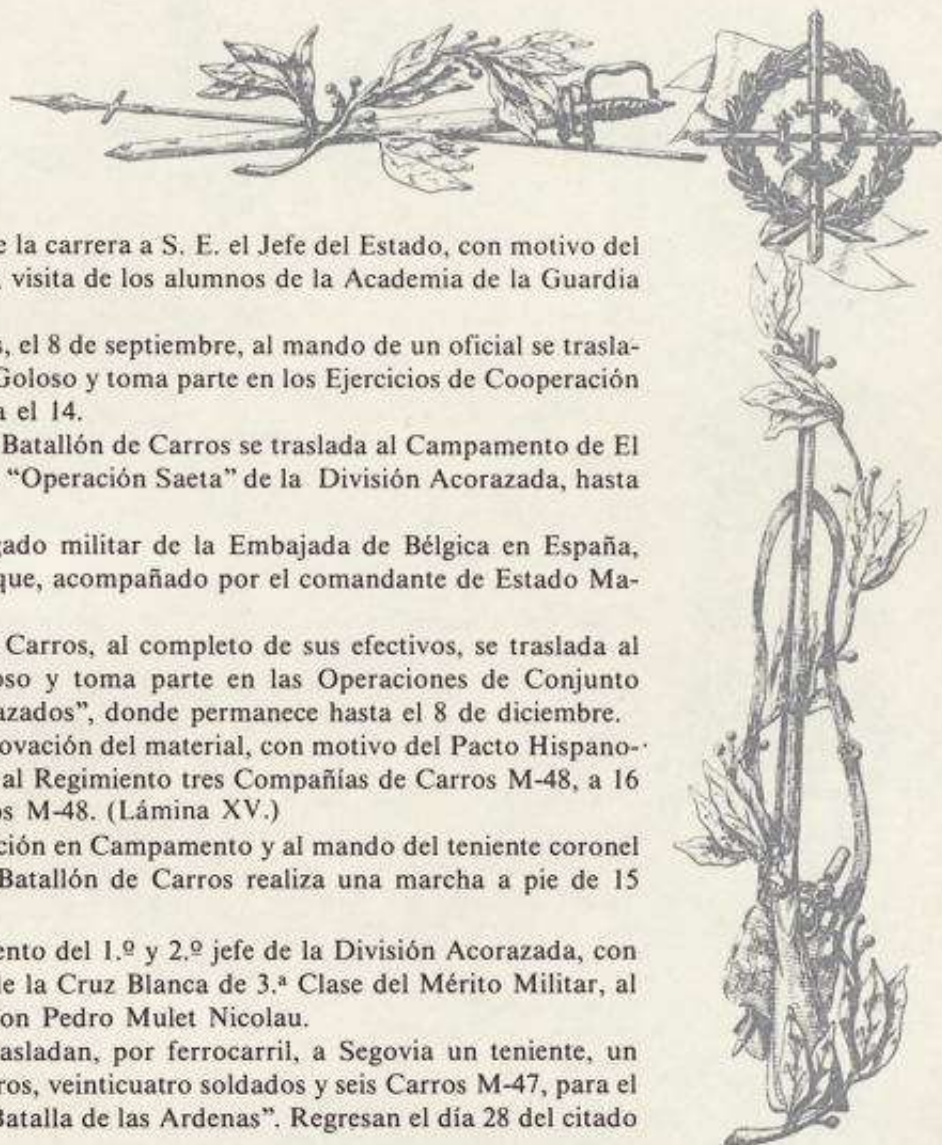 e la carrera a S. E. el Jefe del Estado, con motivo del
visita de los alumnos de la Academia de la Guardia
s, el 8 de septiembre, al mando de un oficial se trasla-
Goloso y toma parte en los Ejercicios de Cooperación
a el 14.
Batallón de Carros se traslada al Campamento de El
"Operación Saeta" de la División Acorazada, hasta
gado militar de la Embajada de Bélgica en España,
que, acompañado por el comandante de Estado Ma-
Carros, al completo de sus efectivos, se traslada al
oso y toma parte en las Operaciones de Conjunto
azados", donde permanece hasta el 8 de diciembre.
ovación del material, con motivo del Pacto Hispano-
al Regimiento tres Compañías de Carros M-48, a 16
os M-48. (Lámina XV.)
ción en Campamento y al mando del teniente coronel
Batallón de Carros realiza una marcha a pie de 15
ento del 1.º y 2.º jefe de la División Acorazada, con
de la Cruz Blanca de 3.ª Clase del Mérito Militar, al
on Pedro Mulet Nicolau.
asladan, por ferrocarril, a Segovia un teniente, un
ros, veinticuatro soldados y seis Carros M-47, para el
Batalla de las Ardenas". Regresan el día 28 del citado